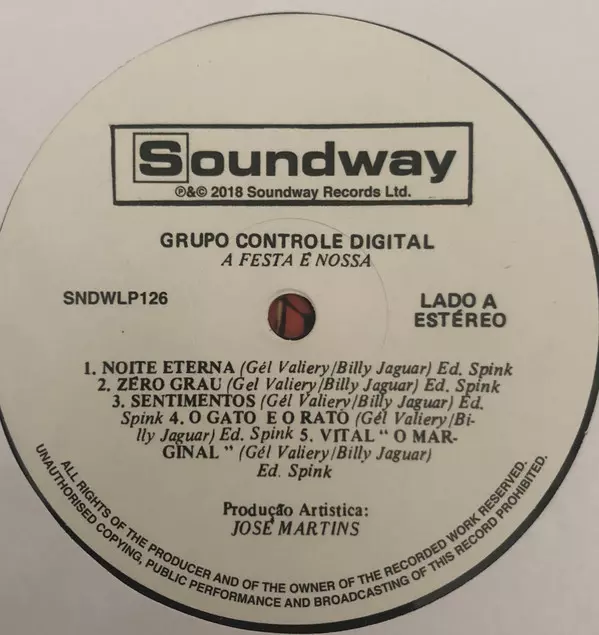 Soundway
℗&© 2018 Soundway Records Ltd.
GRUPO CONTROLE DIGITAL
A FESTA É NOSSA
SNDWLP126
LADO A
ESTÉREO
1. NOITE ETERNA (Gél Valiery/Billy Jaguar) Ed. Spink
2. ZÉRO GRAU (Gel Valiery/Billy Jaguar) Ed. Spink
3. SENTIMENTOS (Gél Valiery/Billy Jaguar) Ed.
Spink 4. O GATO E O RATO (Gél Valiery/Bi-
lly Jaguar) Ed. Spink 5. VITAL " O MAR-
GINAL " (Gél Valiery/Billy Jaguar)
Ed. Spink
Produção Artistica:
JOSÉ MARTINS
ALL RIGHTS OF THE PRODUCER AND OF THE OWNER OF THE RECORDED WORK RESERVED.
UNAUTHORISED COPYING, PUBLIC PERFORMANCE AND BROADCASTING OF THIS RECORD PROHIBITED.